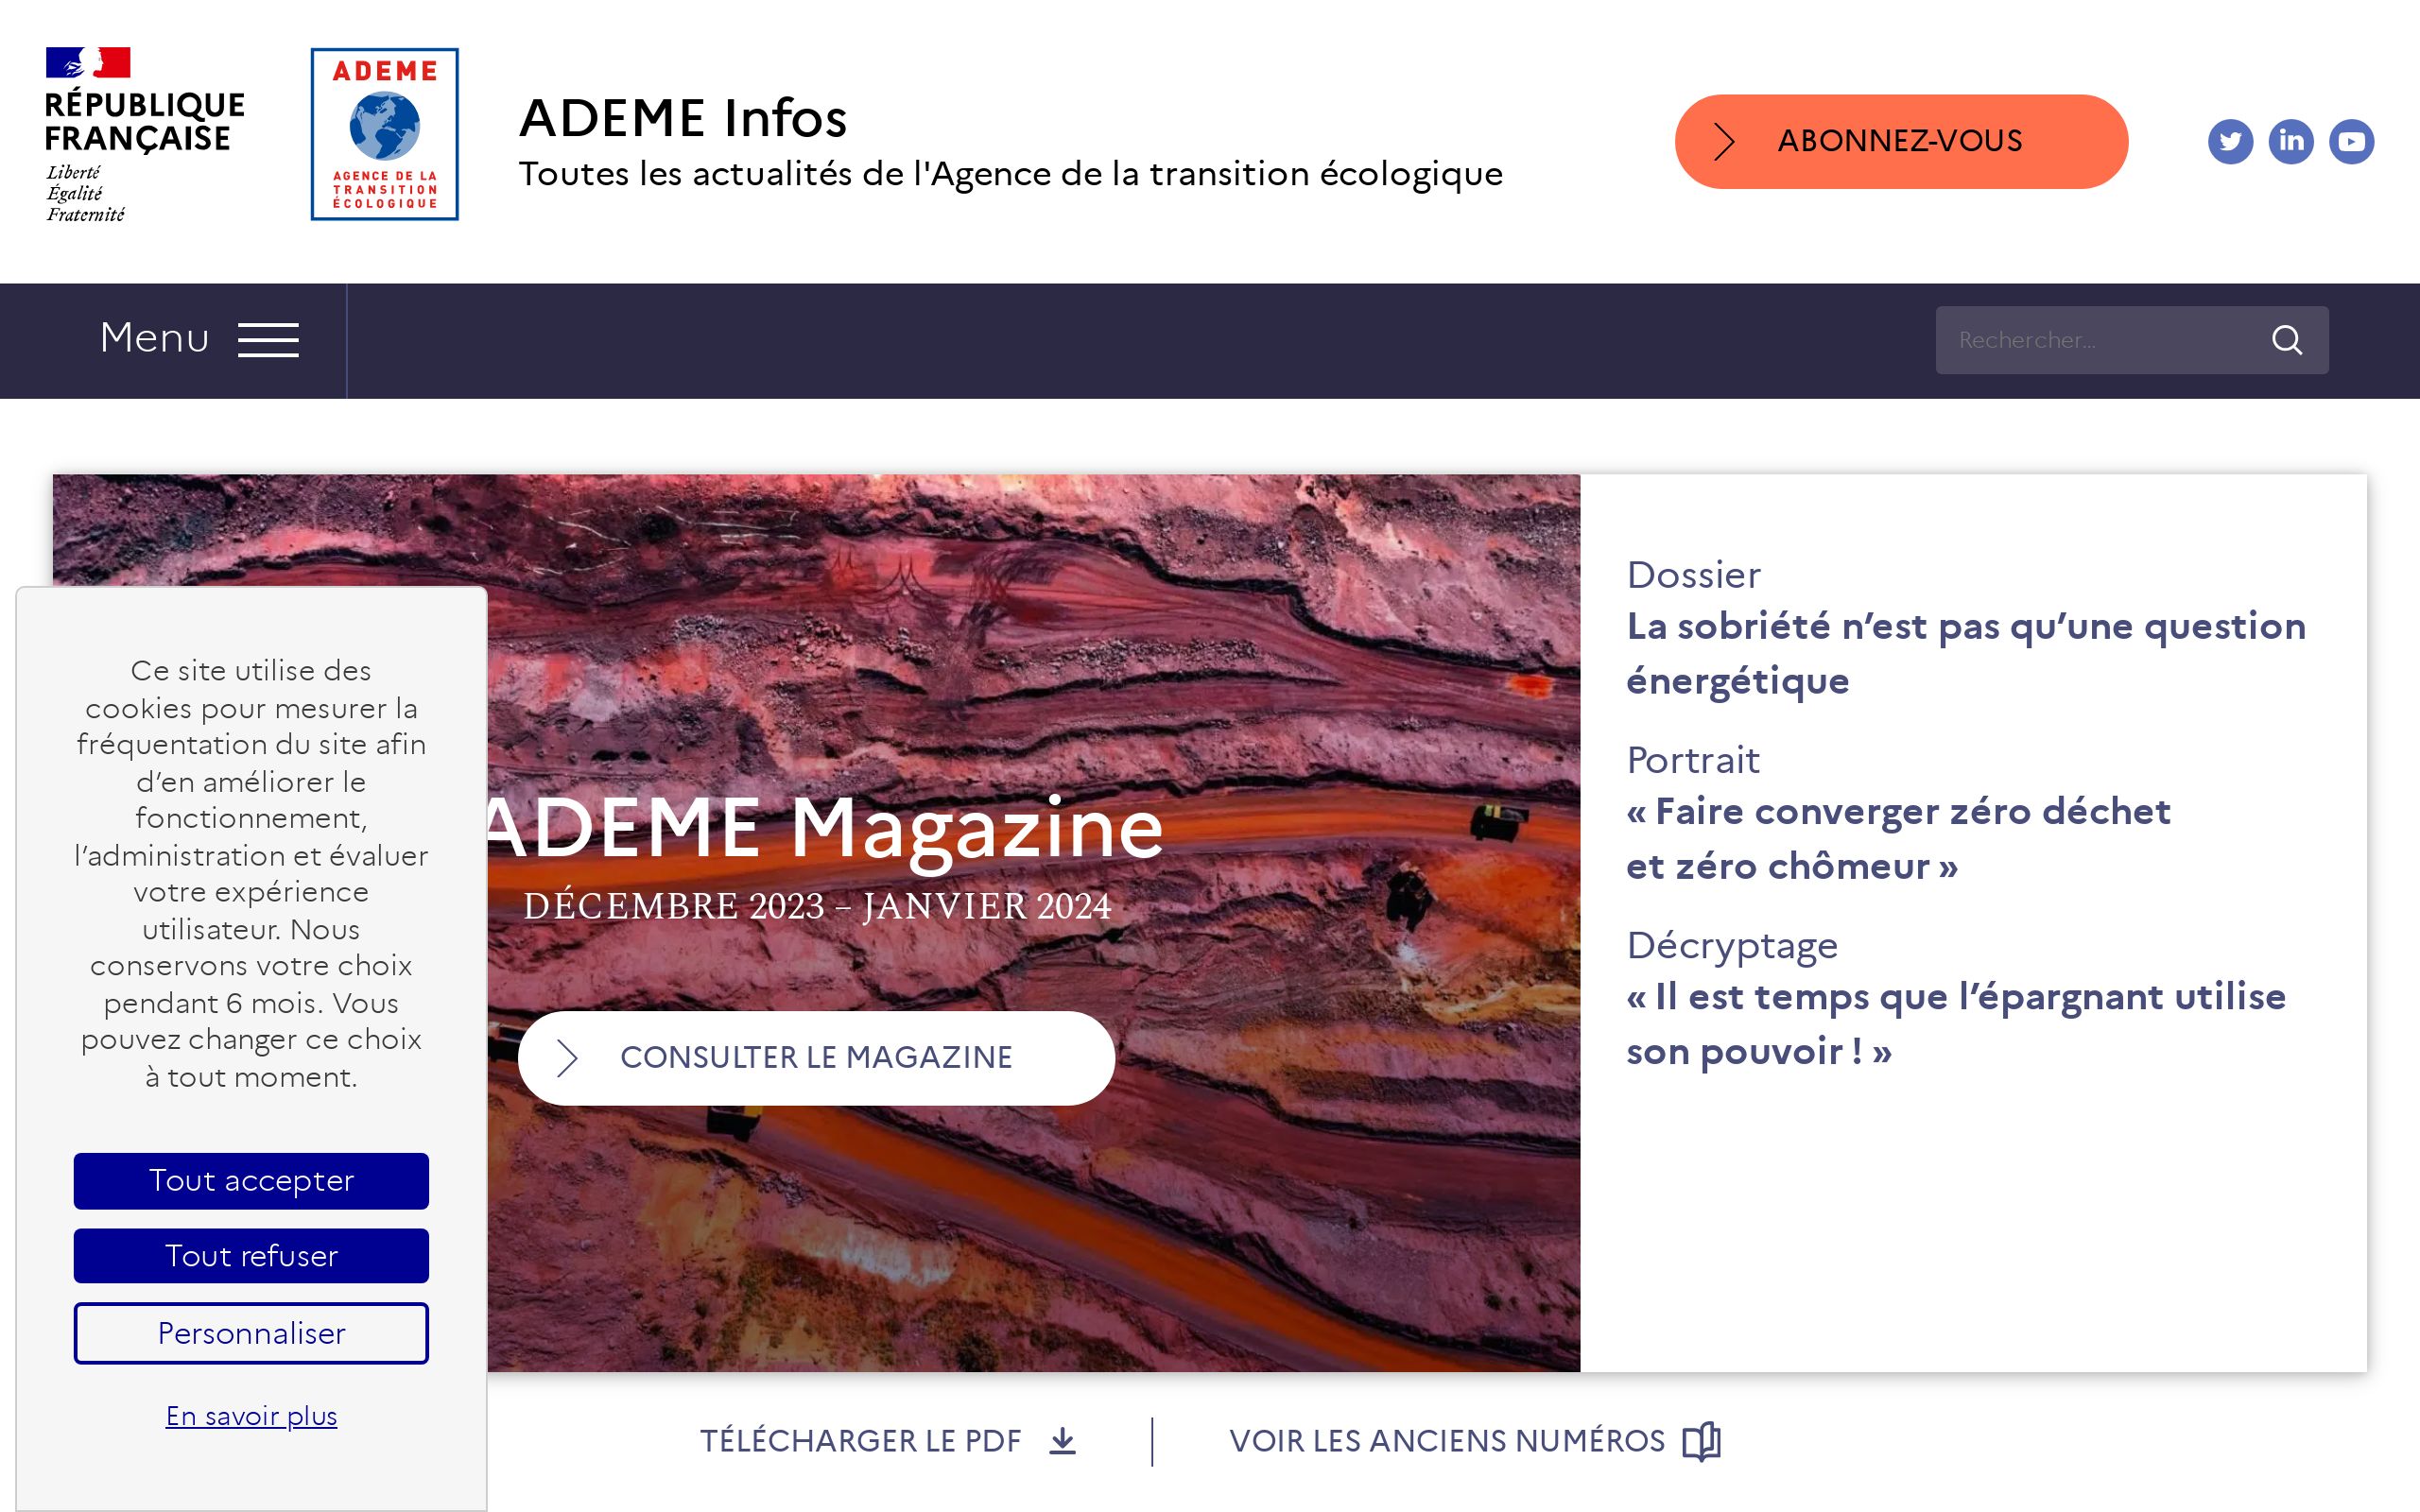 RÉPUBLIQUE
FRANÇAISE
Liberté
Égalité
Fraternité
ADEME
AGENCE DE LA
TRANSITION
ÉCOLOGIQUE
ADEME Infos
Toutes les actualités de l'Agence de la transition écologique
ABONNEZ-VOUS
Menu
Rechercher...
Ce site utilise des
cookies pour mesurer la
fréquentation du site afin
d’en améliorer le
fonctionnement,
l’administration et évaluer
votre expérience
utilisateur. Nous
conservons votre choix
pendant 6 mois. Vous
pouvez changer ce choix
à tout moment.
Tout accepter
Tout refuser
Personnaliser
En savoir plus
ADEME Magazine
DÉCEMBRE 2023 – JANVIER 2024
CONSULTER LE MAGAZINE
Dossier
La sobriété n’est pas qu’une question
énergétique
Portrait
« Faire converger zéro déchet
et zéro chômeur »
Décryptage
« Il est temps que l’épargnant utilise
son pouvoir ! »
TÉLÉCHARGER LE PDF
VOIR LES ANCIENS NUMÉROS